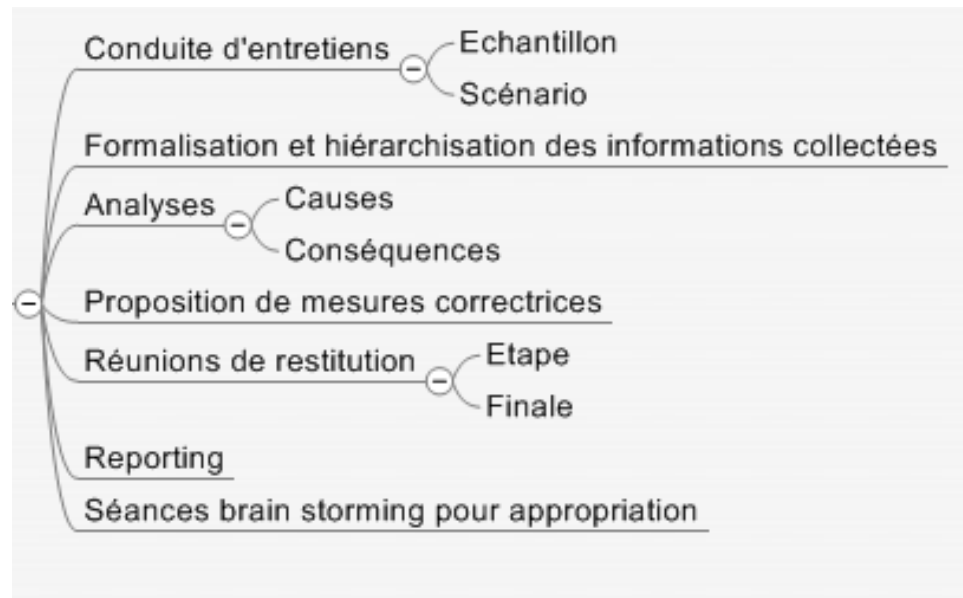 Conduite d'entretiens
Echantillon
Scénario
Formalisation et hiérarchisation des informations collectées
Analyses
Causes
Conséquences
Proposition de mesures correctrices
Réunions de restitution
Etape
Finale
Reporting
Séances brain storming pour appropriation